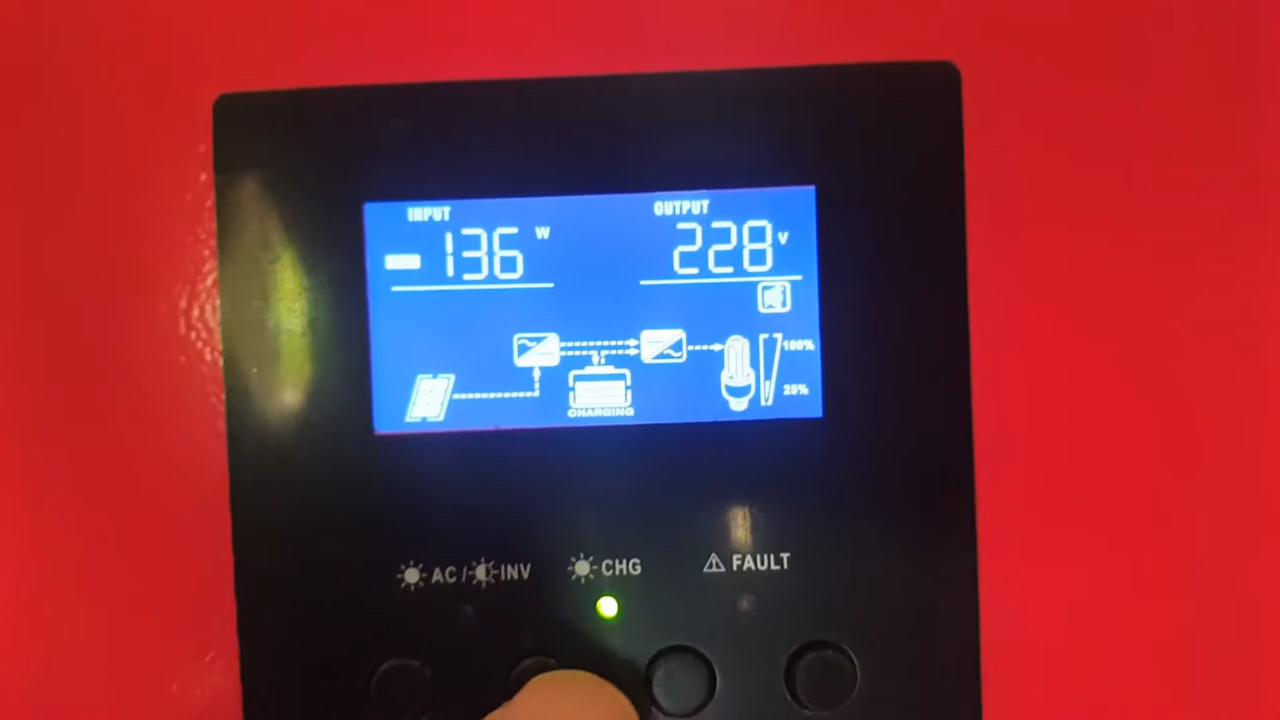 INPUT OUTPUT
136 W 228 V
100%
25%
CHARGING
AC / INV CHG FAULT